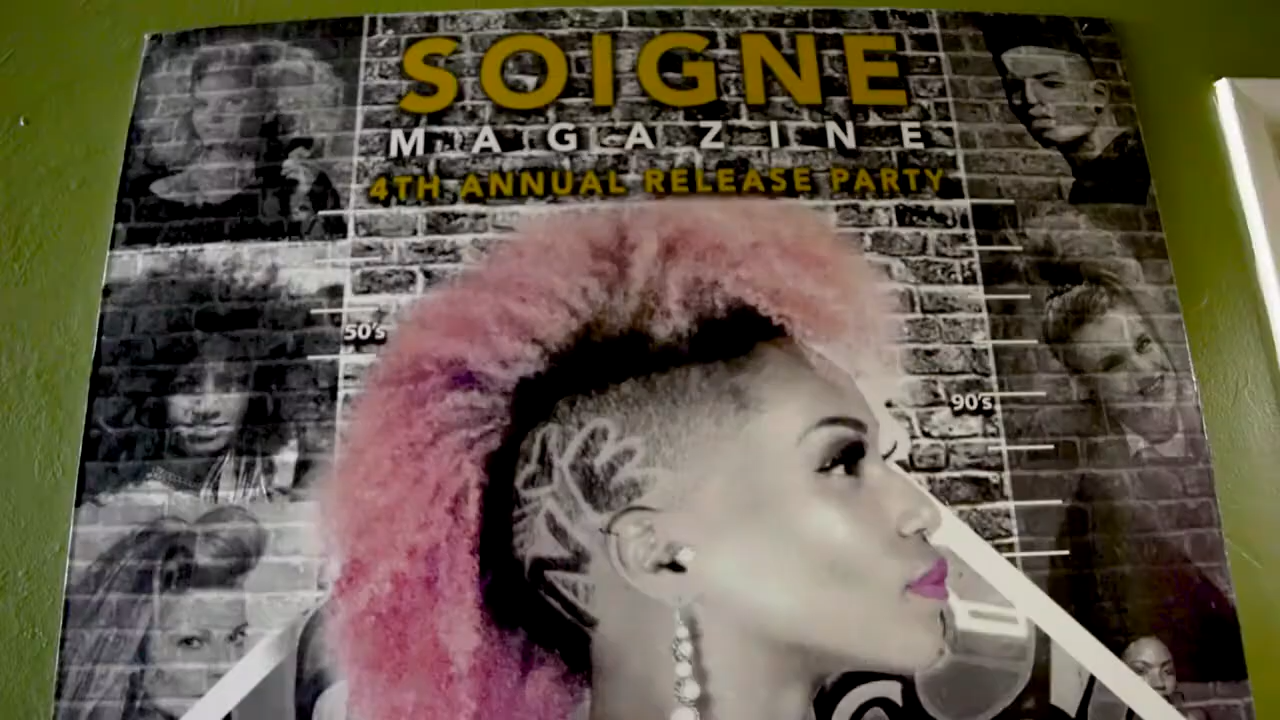 SOIGNE
MAGAZINE
4TH ANNUAL RELEASE PARTY
50's
90's